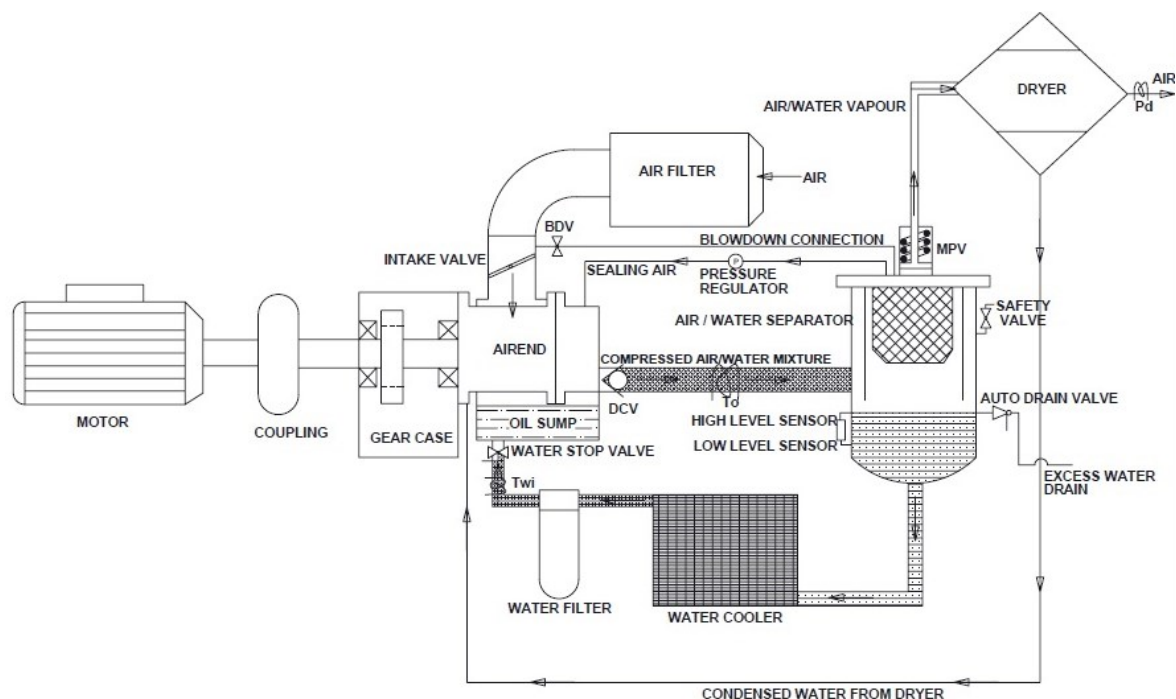 DRYER
AIR
Pd
AIR/WATER VAPOUR
AIR FILTER
AIR
BDV
BLOWDOWN CONNECTION
MPV
INTAKE VALVE
SEALING AIR
P
PRESSURE
REGULATOR
SAFETY
VALVE
AIR / WATER SEPARATOR
AIREND
COMPRESSED AIR/WATER MIXTURE
To
DCV
AUTO DRAIN VALVE
MOTOR
COUPLING
GEAR CASE
OIL SUMP
HIGH LEVEL SENSOR
LOW LEVEL SENSOR
WATER STOP VALVE
EXCESS WATER
DRAIN
Twi
WATER FILTER
WATER COOLER
CONDENSED WATER FROM DRYER